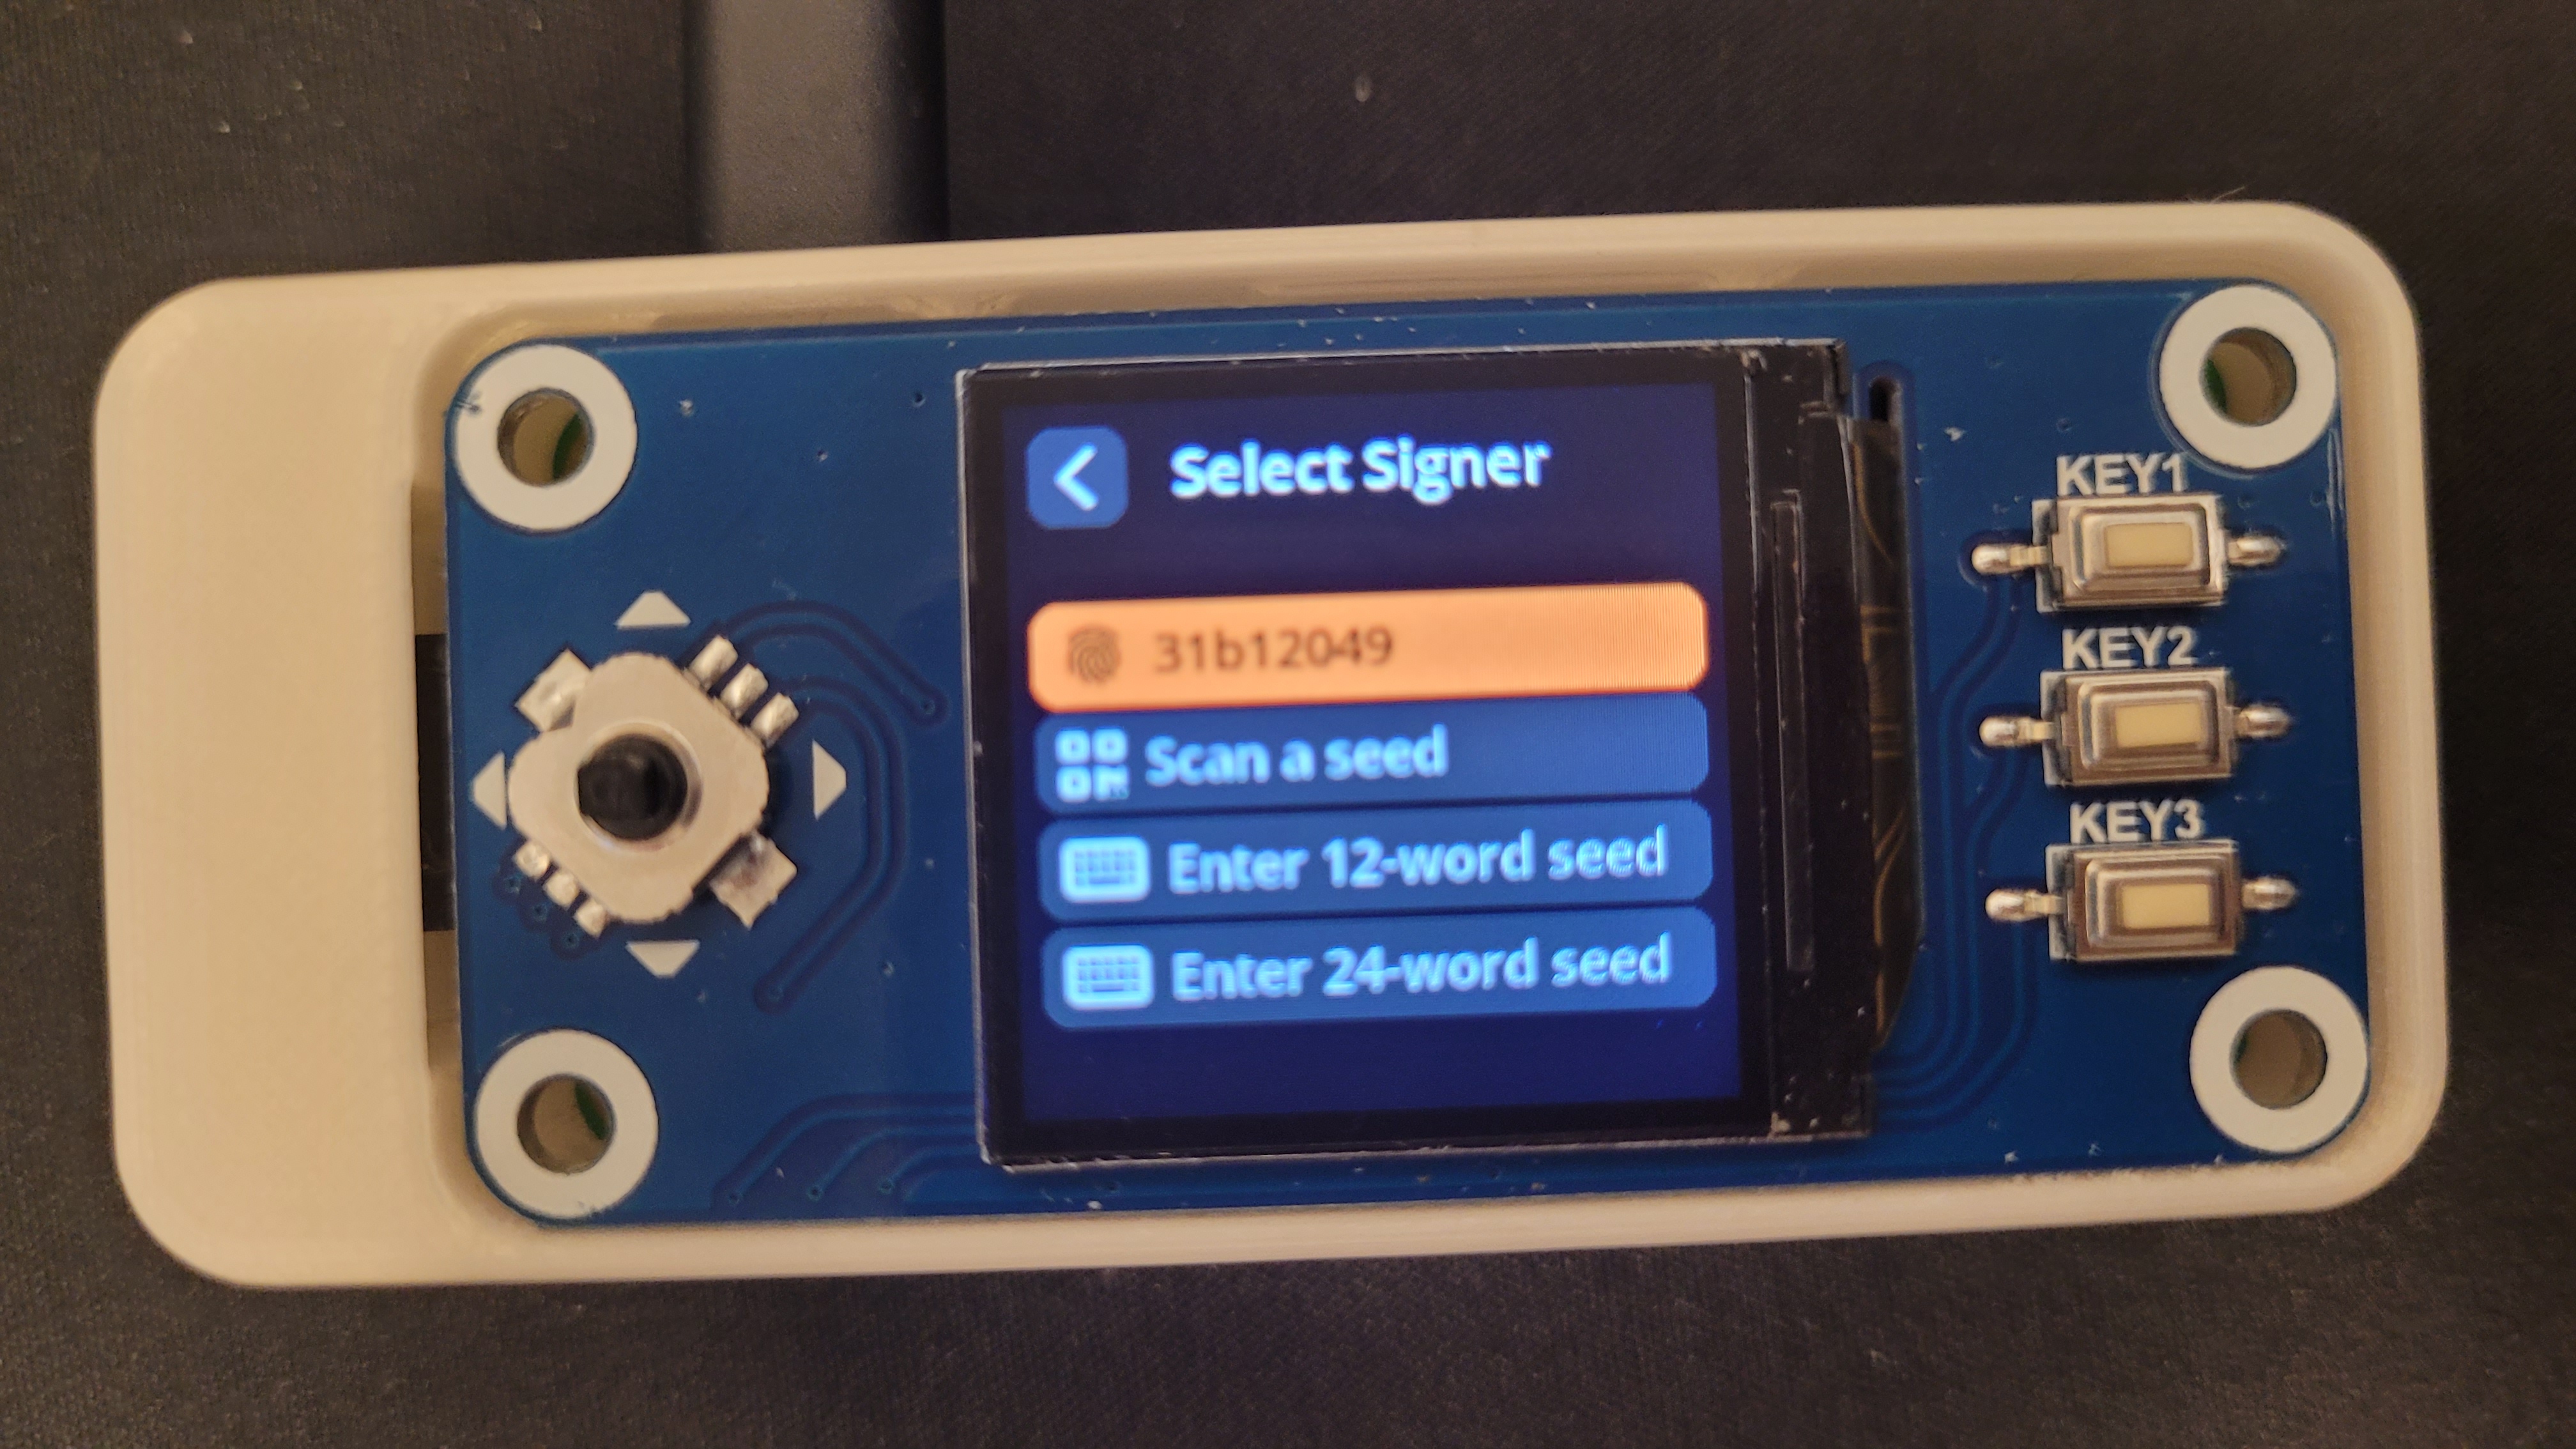 Select Signer
31b12049
Scan a seed
Enter 12-word seed
Enter 24-word seed
KEY1
KEY2
KEY3